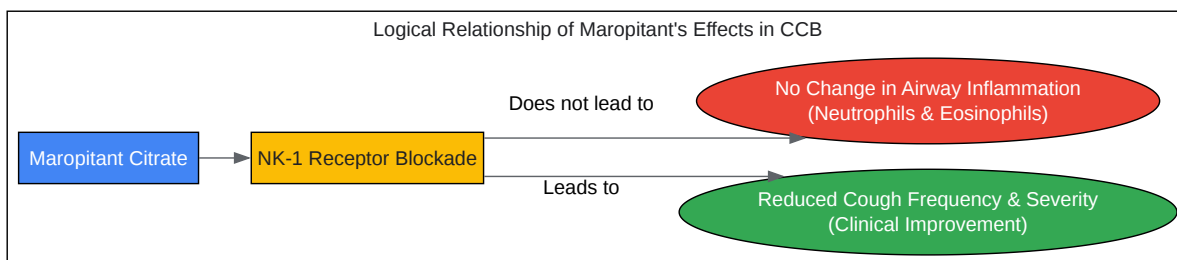 Logical Relationship of Maropitant's Effects in CCB
No Change in Airway Inflammation
(Neutrophils & Eosinophils)
Does not lead to
Maropitant Citrate
NK-1 Receptor Blockade
Leads to
Reduced Cough Frequency & Severity
(Clinical Improvement)